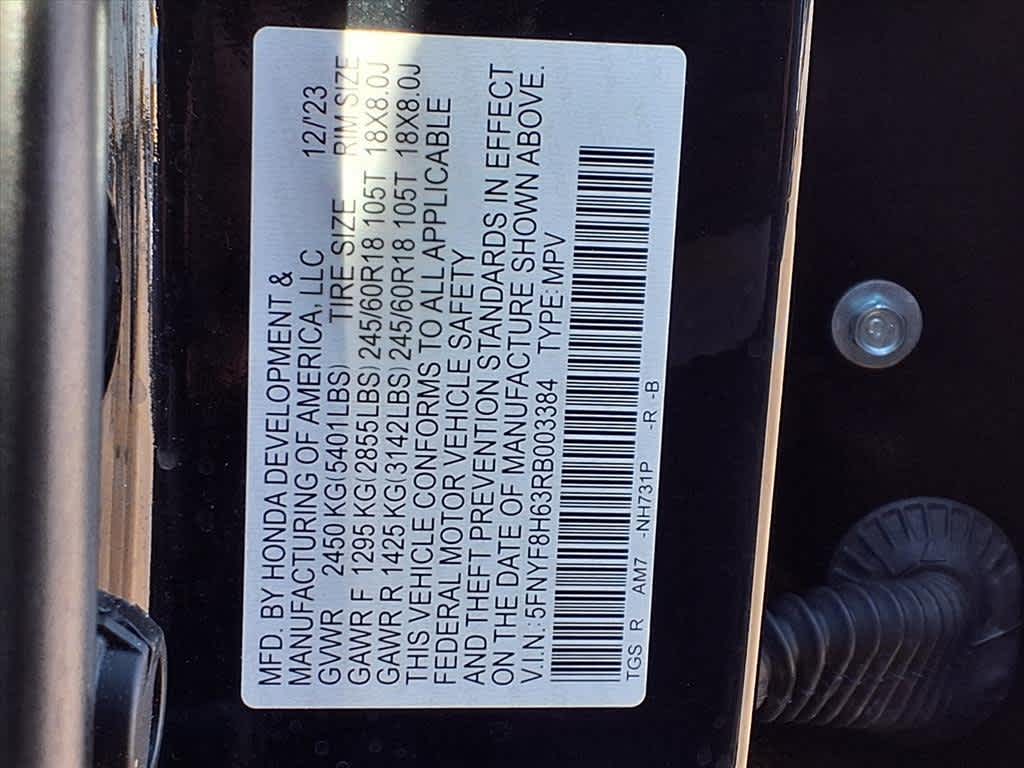 MFD. BY HONDA DEVELOPMENT &
MANUFACTURING OF AMERICA, LLC 12/'23
GVWR 2450 KG(5401LBS) TIRE SIZE RIM SIZE
GAWR F 1295 KG(2855LBS) 245/60R18 105T 18X8.0J
GAWR R 1425 KG(3142LBS) 245/60R18 105T 18X8.0J
THIS VEHICLE CONFORMS TO ALL APPLICABLE
FEDERAL MOTOR VEHICLE SAFETY
AND THEFT PREVENTION STANDARDS IN EFFECT
ON THE DATE OF MANUFACTURE SHOWN ABOVE.
V.I.N.: 5FNYF8H63RB003384 TYPE: MPV
TGS R AM7 -NH731P -R -B